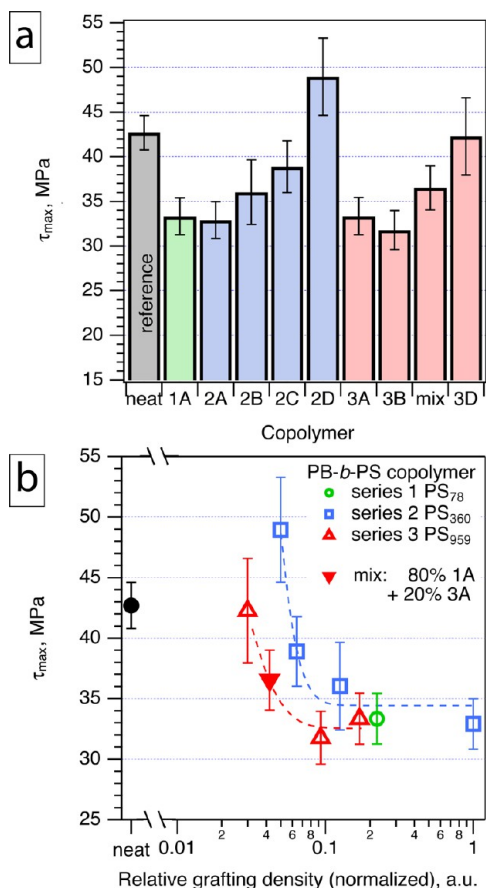 a
55
50
45
40
35
30
25
20
15
τmax, MPa
reference
neat 1A 2A 2B 2C 2D 3A 3B mix 3D
Copolymer
b
55
50
45
40
35
30
25
τmax, MPa
PB-b-PS copolymer
series 1 PS78
series 2 PS360
series 3 PS959
mix: 80% 1A
+ 20% 3A
neat 0.01 2 4 6 8 0.1 2 4 6 8 1
Relative grafting density (normalized), a.u.